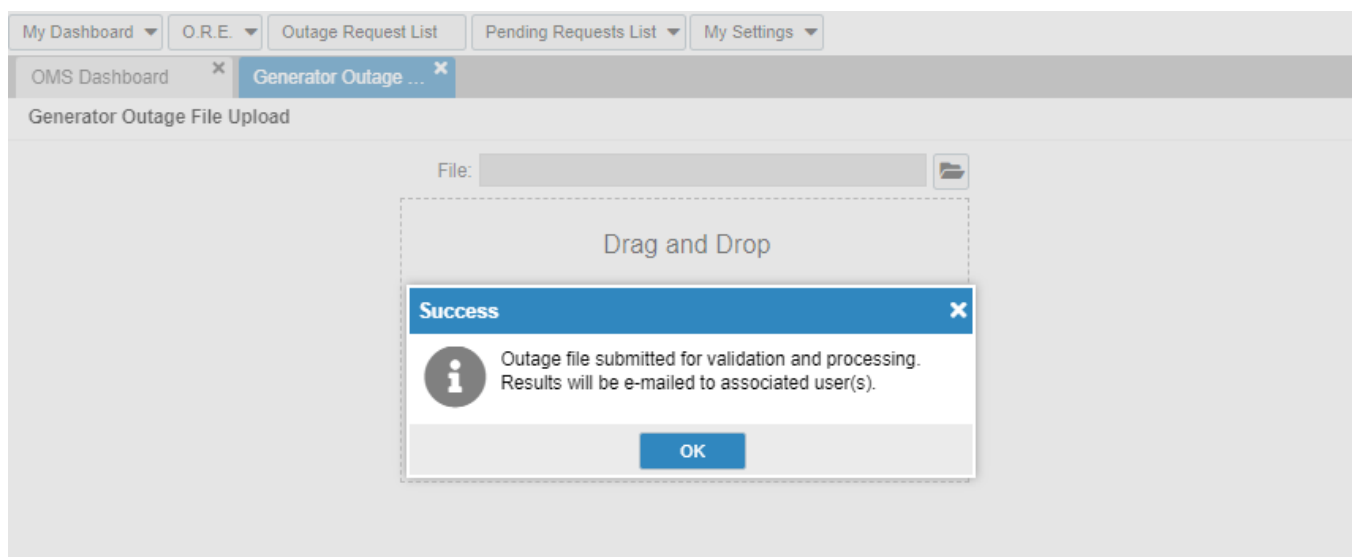 My Dashboard O.R.E. Outage Request List Pending Requests List My Settings
OMS Dashboard Generator Outage ...
Generator Outage File Upload
File:
Drag and Drop
Success
Outage file submitted for validation and processing.
Results will be e-mailed to associated user(s).
OK